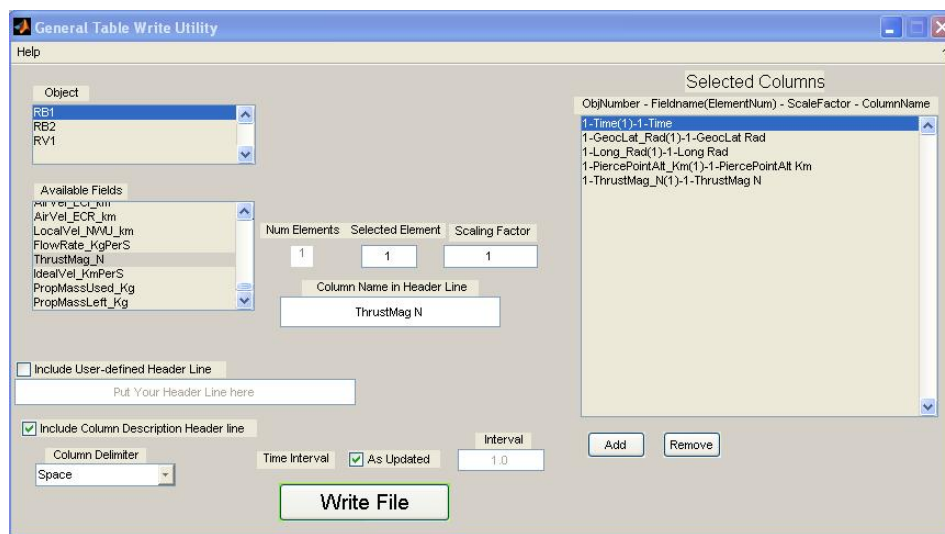 General Table Write Utility
Help
Object
RB1
RB2
RV1
Available Fields
AirVel_ECI_km
AirVel_ECR_km
LocalVel_NWU_km
FlowRate_KgPerS
ThrustMag_N
IdealVel_KmPerS
PropMassUsed_Kg
PropMassLeft_Kg
Num Elements Selected Element Scaling Factor
1 1 1
Column Name in Header Line
ThrustMag N
Include User-defined Header Line
Put Your Header Line here
Include Column Description Header line
Column Delimiter
Space
Time Interval As Updated
Interval
1.0
Write File
Selected Columns
ObjNumber - Fieldname(ElementNum) - ScaleFactor - ColumnName
1-Time(1)-1-Time
1-GeocLat_Rad(1)-1-GeocLat Rad
1-Long_Rad(1)-1-Long Rad
1-PiercePointAlt_Km(1)-1-PiercePointAlt Km
1-ThrustMag_N(1)-1-ThrustMag N
Add Remove